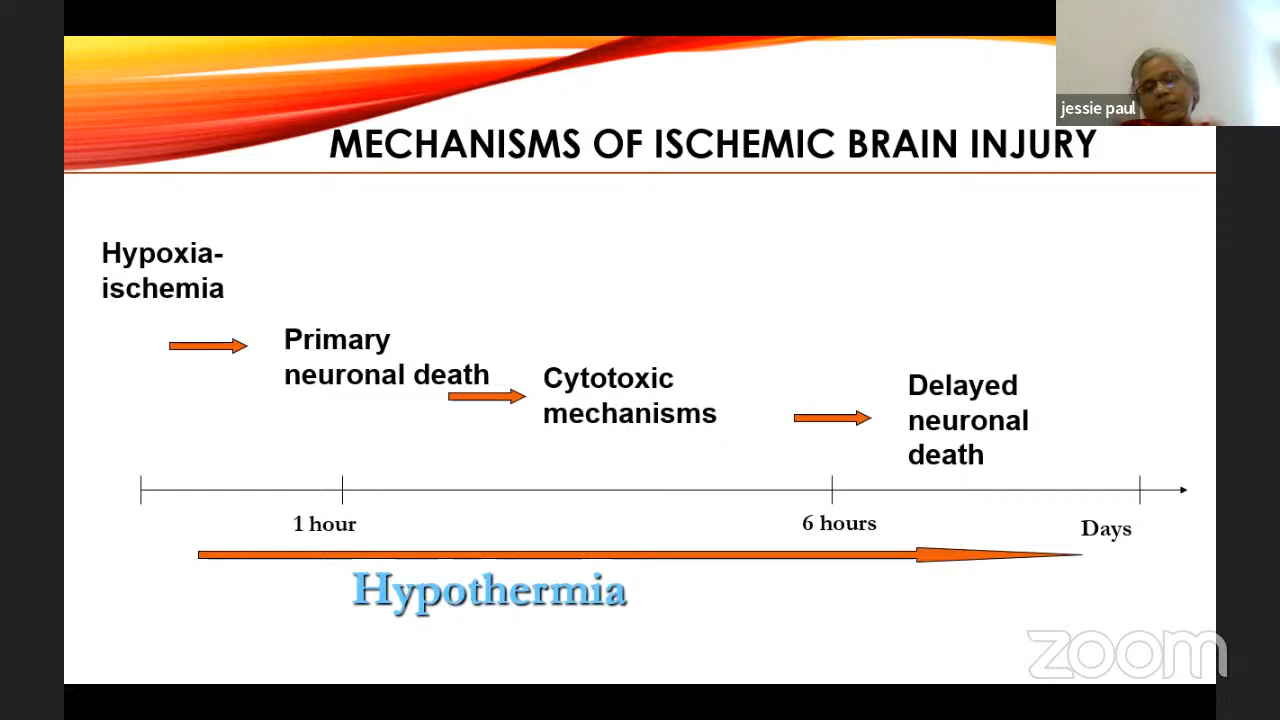 jessie paul
MECHANISMS OF ISCHEMIC BRAIN INJURY
Hypoxia-
ischemia
Primary
neuronal death
Cytotoxic
mechanisms
Delayed
neuronal
death
1 hour
6 hours
Days
Hypothermia
zoom